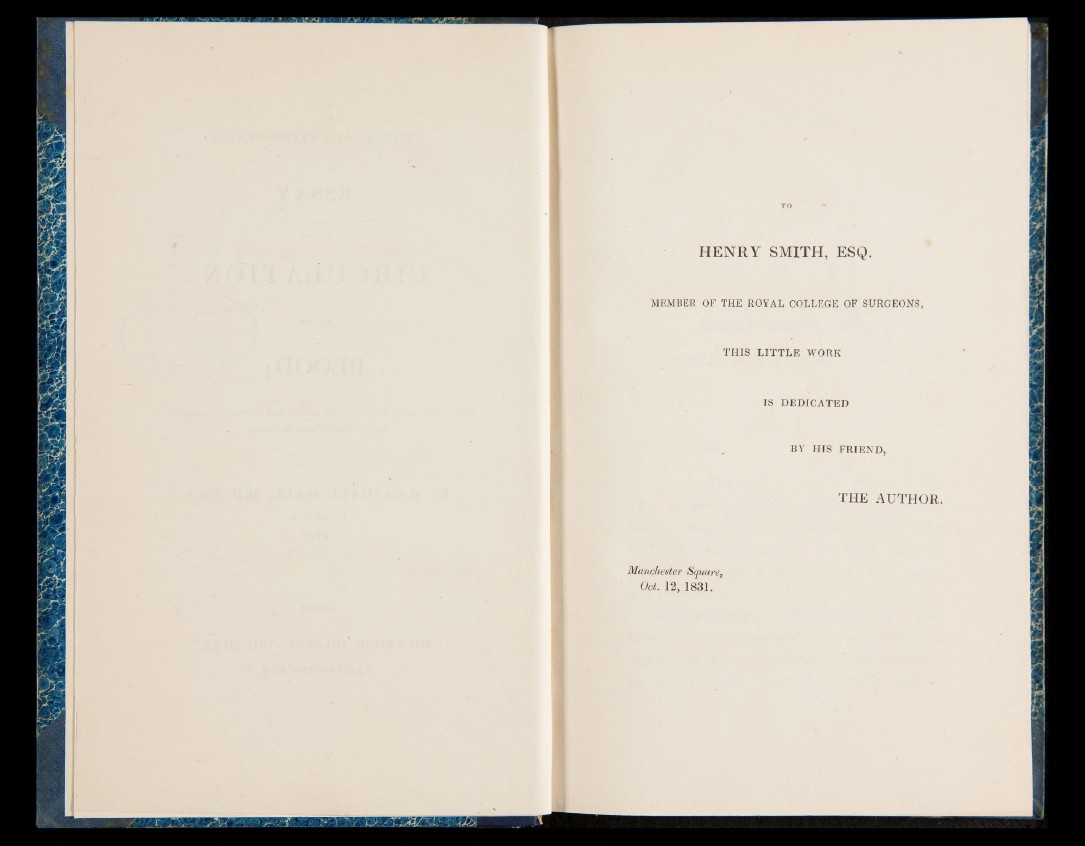 TO
HENRY SMITH, ESQ.
MEMBER OF THE ROYAL COLLEGE OF SURGEONS,
THIS LITTLE WORK
IS DEDICATED
BY HIS FRIEND,
THE AUTHOR.
Manchester Square,
Oct. 12, 1831.